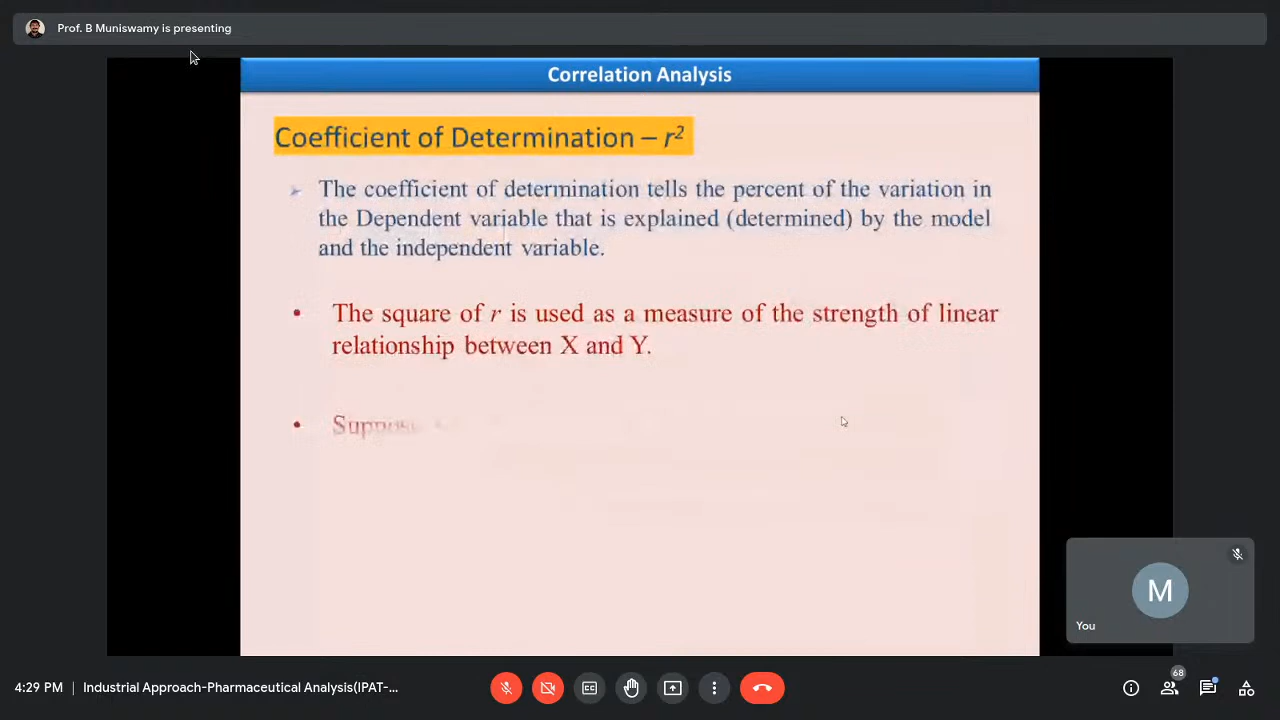 Prof. B Muniswamy is presenting
Correlation Analysis
Coefficient of Determination – r²
➢ The coefficient of determination tells the percent of the variation in
the Dependent variable that is explained (determined) by the model
and the independent variable.
• The square of r is used as a measure of the strength of linear
relationship between X and Y.
• Suppose
M
You
4:29 PM | Industrial Approach-Pharmaceutical Analysis(IPAT-...
CC
68